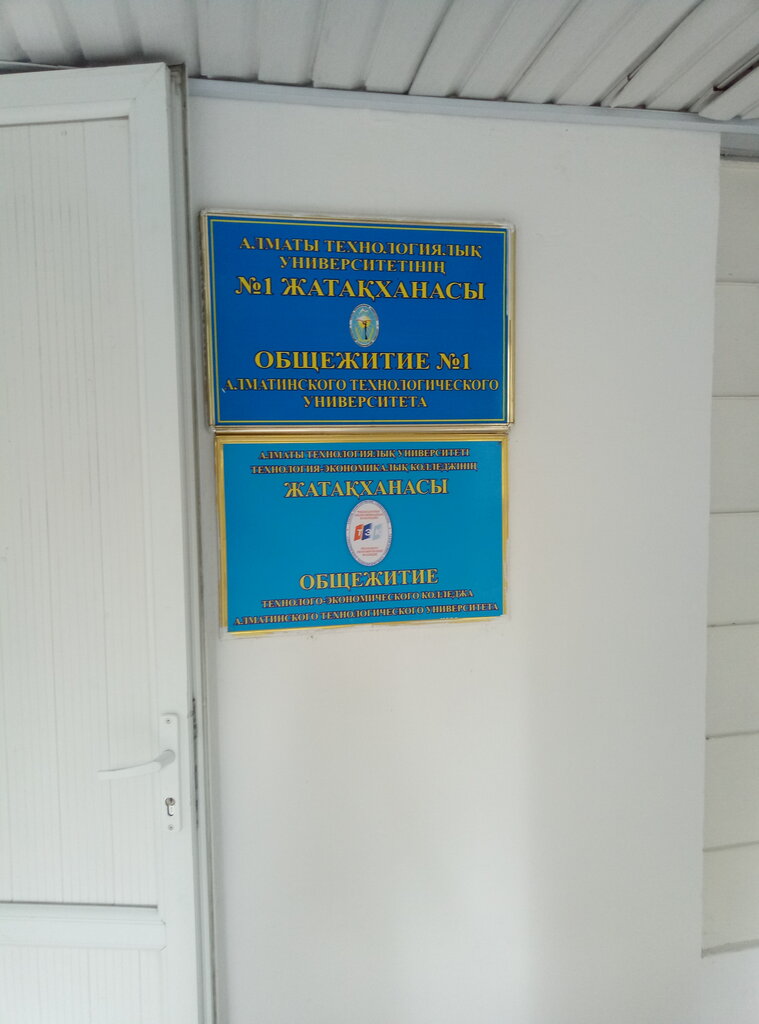 АЛМАТЫ ТЕХНОЛОГИЯЛЫҚ
УНИВЕРСИТЕТІНІҢ
№1 ЖАТАҚХАНАСЫ
ОБЩЕЖИТИЕ №1
АЛМАТИНСКОГО ТЕХНОЛОГИЧЕСКОГО
УНИВЕРСИТЕТА
АЛМАТЫ ТЕХНОЛОГИЯЛЫҚ УНИВЕРСИТЕТІ
ТЕХНОЛОГИЯ-ЭКОНОМИКАЛЫҚ КОЛЛЕДЖІНІҢ
ЖАТАҚХАНАСЫ
ТЭК
ОБЩЕЖИТИЕ
ТЕХНОЛОГО-ЭКОНОМИЧЕСКОГО КОЛЛЕДЖА
АЛМАТИНСКОГО ТЕХНОЛОГИЧЕСКОГО УНИВЕРСИТЕТА